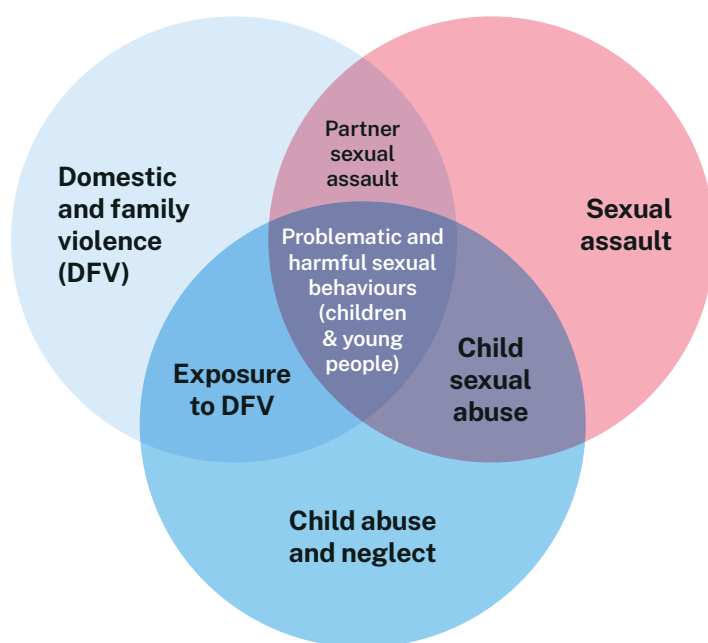 Partner
sexual
assault
Domestic
and family
violence
(DFV)
Sexual
assault
Problematic and
harmful sexual
behaviours
(children
& young
people)
Exposure
to DFV
Child
sexual
abuse
Child abuse
and neglect